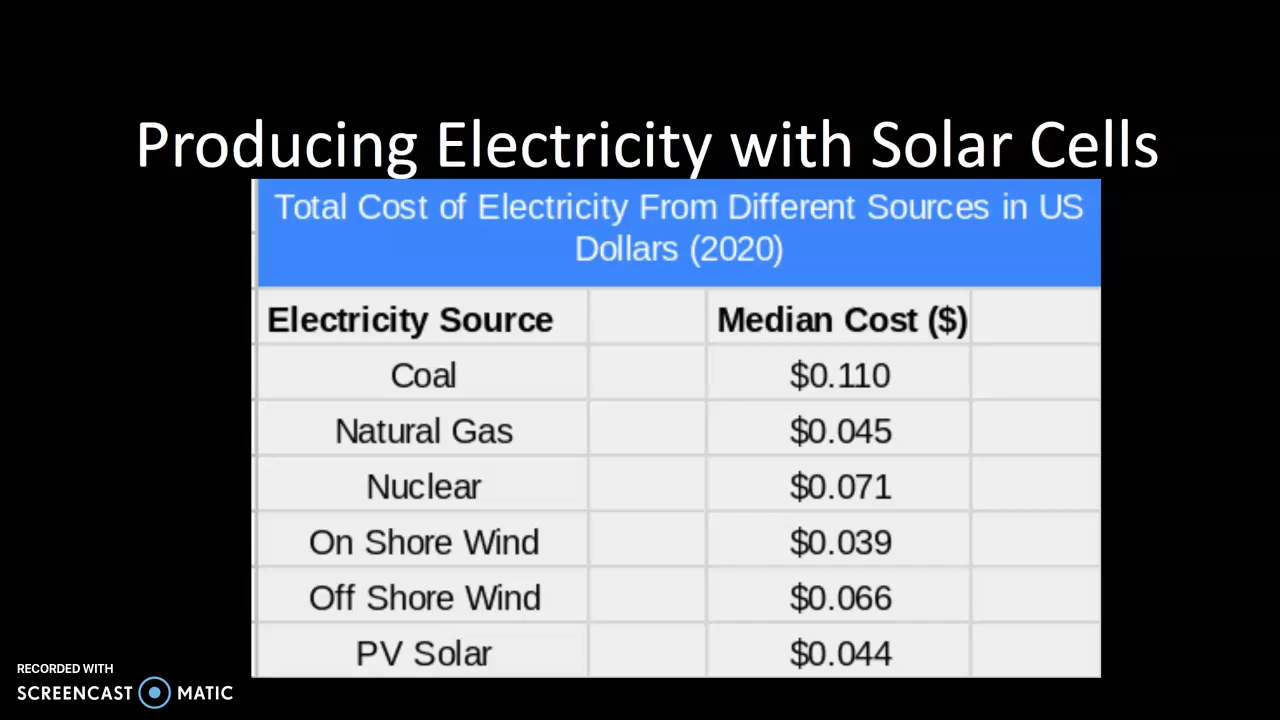 Producing Electricity with Solar Cells
Total Cost of Electricity From Different Sources in US
Dollars (2020)
Electricity Source Median Cost ($)
Coal $0.110
Natural Gas $0.045
Nuclear $0.071
On Shore Wind $0.039
Off Shore Wind $0.066
PV Solar $0.044
RECORDED WITH
SCREENCAST MATIC